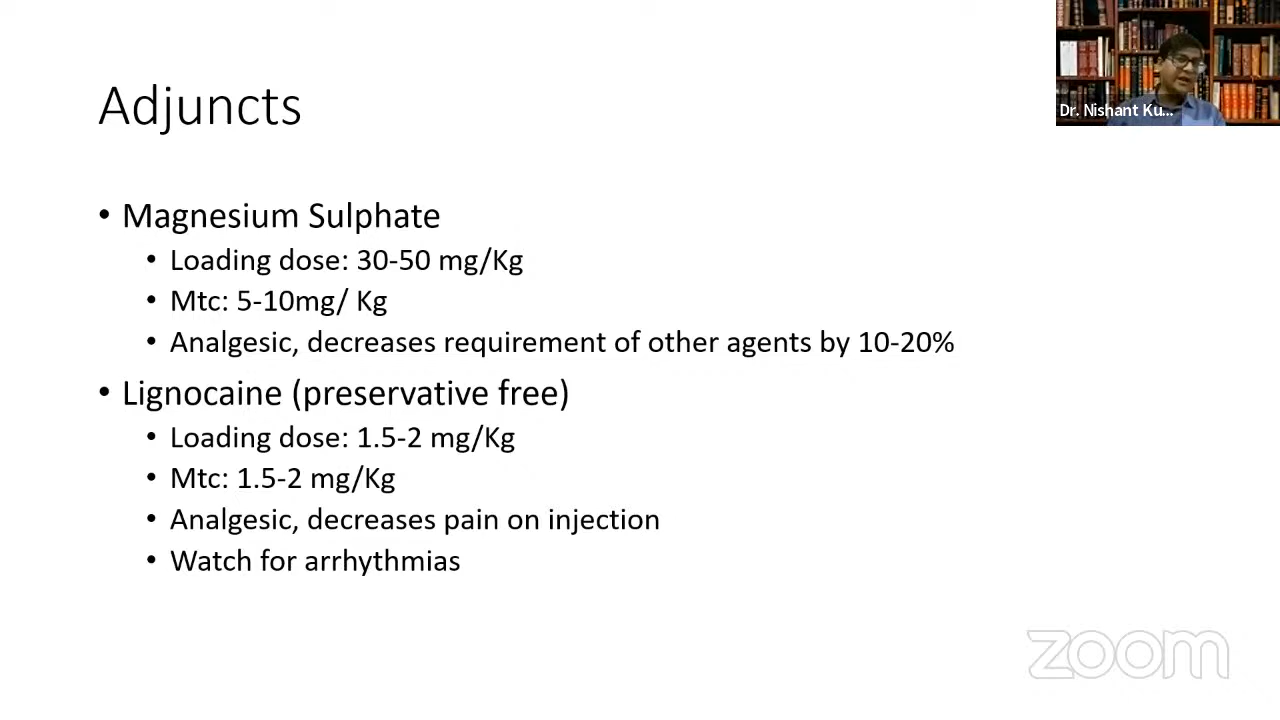 Adjuncts
Dr. Nishant Ku...
• Magnesium Sulphate
• Loading dose: 30-50 mg/Kg
• Mtc: 5-10mg/ Kg
• Analgesic, decreases requirement of other agents by 10-20%
• Lignocaine (preservative free)
• Loading dose: 1.5-2 mg/Kg
• Mtc: 1.5-2 mg/Kg
• Analgesic, decreases pain on injection
• Watch for arrhythmias
zoom